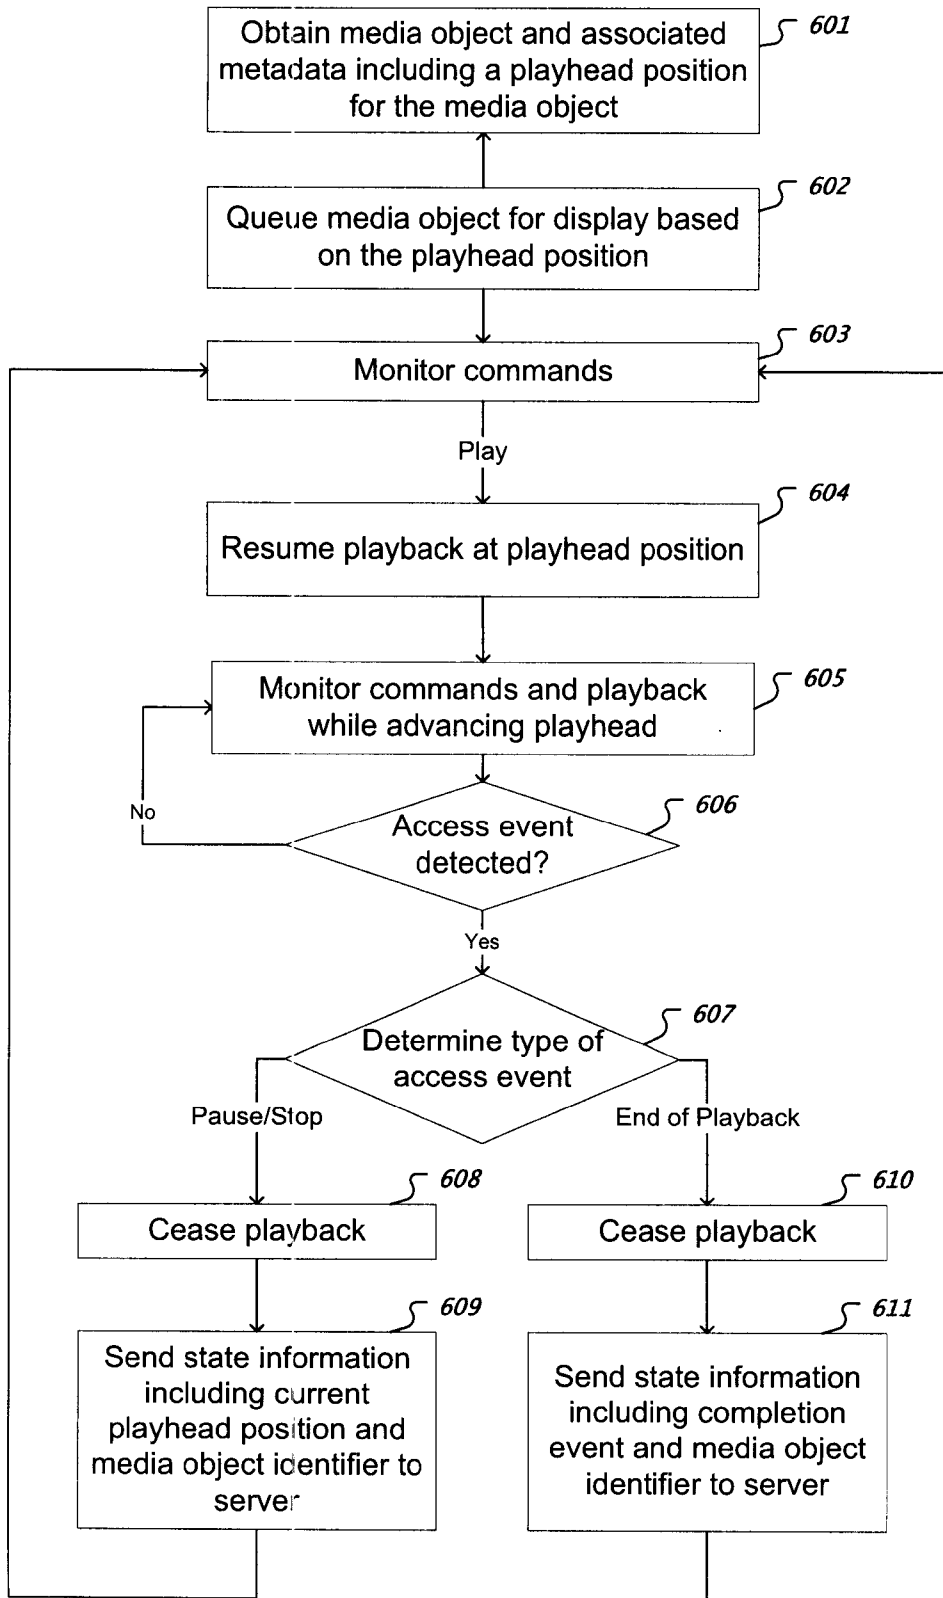 601
Obtain media object and associated
metadata including a playhead position
for the media object
602
Queue media object for display based
on the playhead position
603
Monitor commands
Play
604
Resume playback at playhead position
605
Monitor commands and playback
while advancing playhead
No
606
Access event
detected?
Yes
607
Determine type of
access event
Pause/Stop
End of Playback
608
Cease playback
610
Cease playback
609
Send state information
including current
playhead position and
media object identifier to
server
611
Send state information
including completion
event and media object
identifier to server